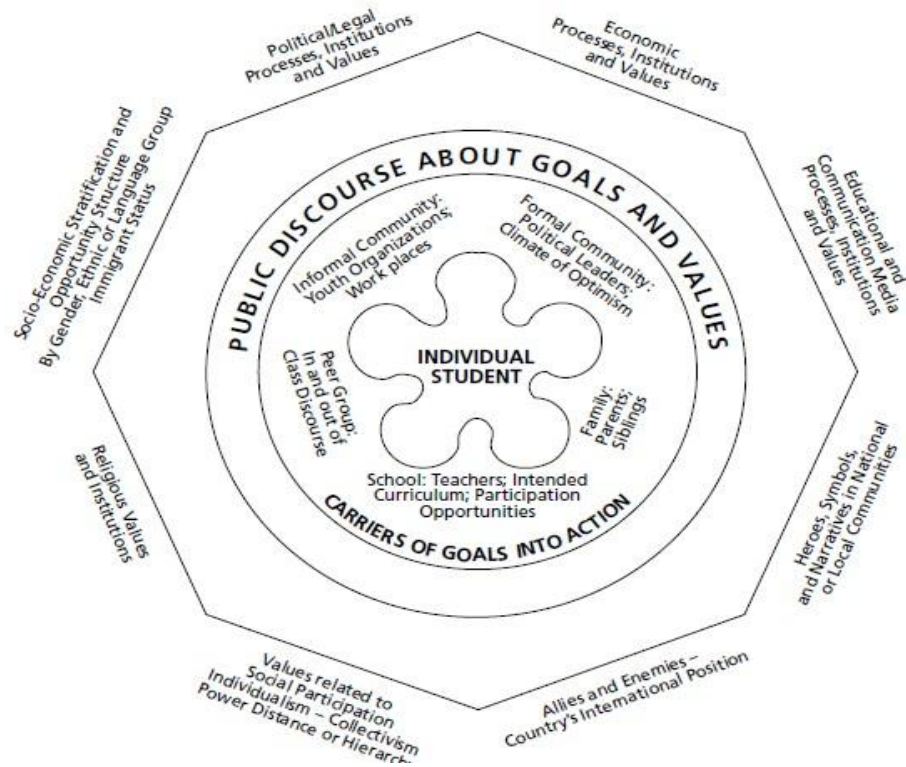 Political/Legal
Processes, Institutions
and Values
Economic
Processes, Institutions
and Values
Educational and
Communication Media
Processes, Institutions
and Values
Heroes, Symbols,
and Narratives in National
or Local Communities
Allies and Enemies –
Country's International Position
Values related to
Social Participation
Individualism – Collectivism
Power Distance or Hierarchy
Religious Values
and Institutions
Socio-Economic Stratification and
Opportunity Structure
By Gender, Ethnic or Language Group
Immigrant Status
PUBLIC DISCOURSE ABOUT GOALS AND VALUES
Informal Community:
Youth Organizations;
Work places
Formal Community:
Political Leaders;
Climate of Optimism
INDIVIDUAL
STUDENT
Peer Group:
In and out of
Class Discourse
Family:
Parents;
Siblings
School: Teachers; Intended
Curriculum; Participation
Opportunities
CARRIERS OF GOALS INTO ACTION